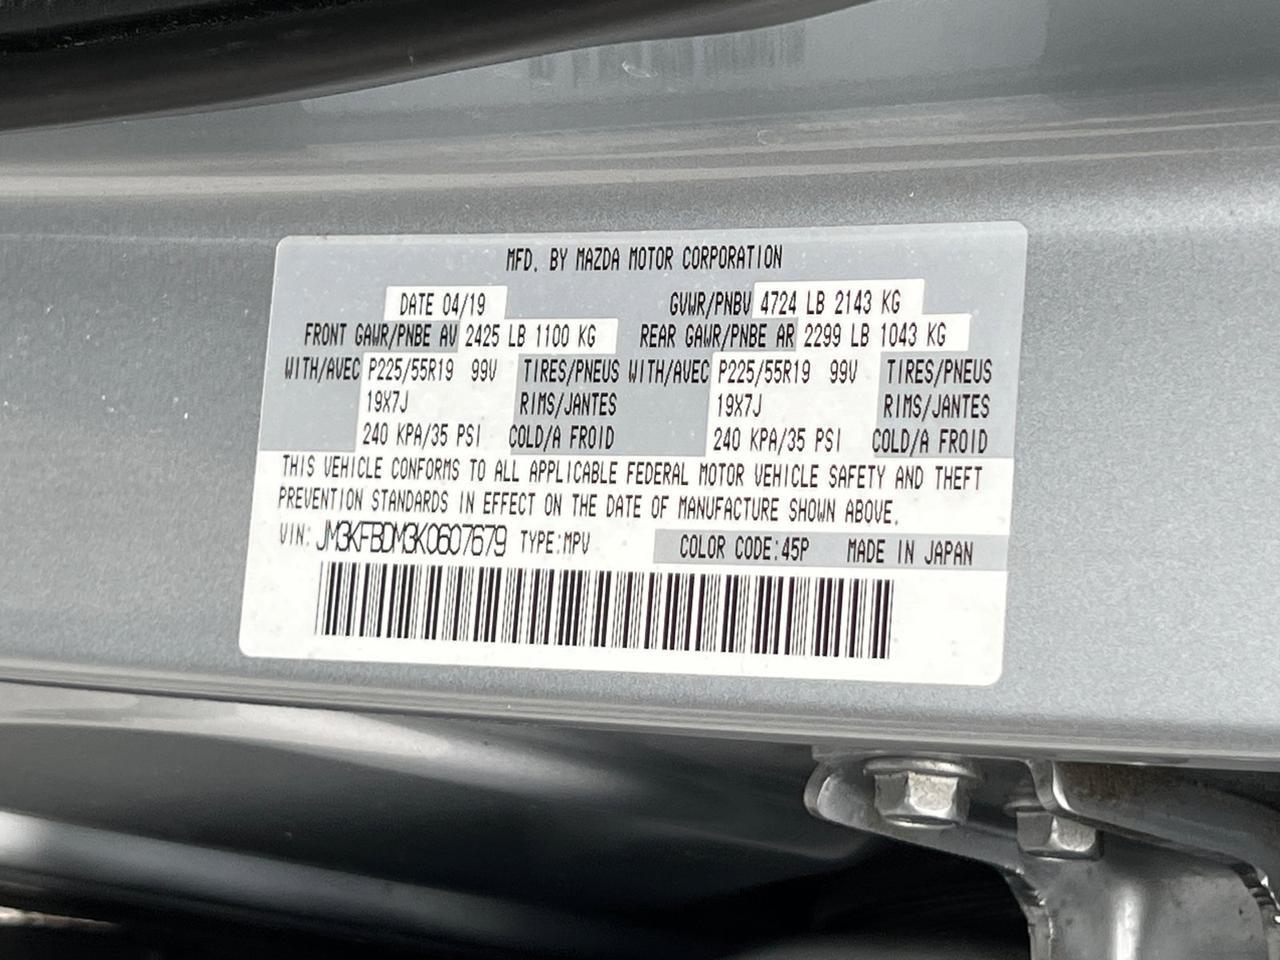 MFD. BY MAZDA MOTOR CORPORATION
DATE 04/19 GVWR/PNBV 4724 LB 2143 KG
FRONT GAWR/PNBE AV 2425 LB 1100 KG REAR GAWR/PNBE AR 2299 LB 1043 KG
WITH/AVEC P225/55R19 99V TIRES/PNEUS WITH/AVEC P225/55R19 99V TIRES/PNEUS
19X7J RIMS/JANTES 19X7J RIMS/JANTES
240 KPA/35 PSI COLD/A FROID 240 KPA/35 PSI COLD/A FROID
THIS VEHICLE CONFORMS TO ALL APPLICABLE FEDERAL MOTOR VEHICLE SAFETY AND THEFT
PREVENTION STANDARDS IN EFFECT ON THE DATE OF MANUFACTURE SHOWN ABOVE.
VIN: JM3KFBDM3K0607679 TYPE:MPV COLOR CODE:45P MADE IN JAPAN